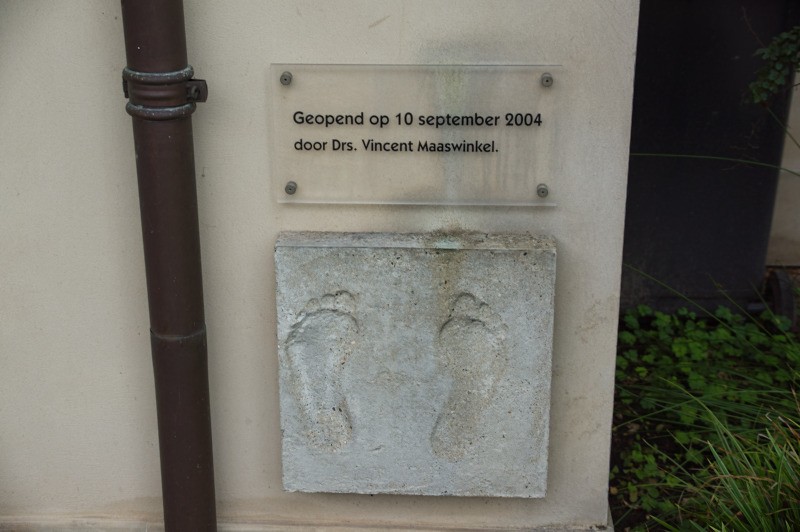 Geopend op 10 september 2004
door Drs. Vincent Maaswinkel.